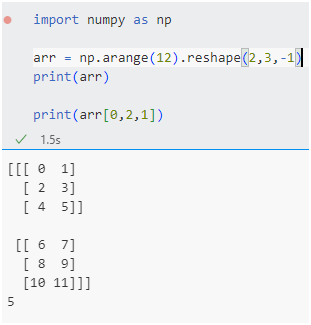 import numpy as np
arr = np.arange(12).reshape(2,3,-1)
print(arr)
print(arr[0,2,1])
1.5s
[[[ 0  1]
  [ 2  3]
  [ 4  5]]
 [[ 6  7]
  [ 8  9]
  [10 11]]]
5